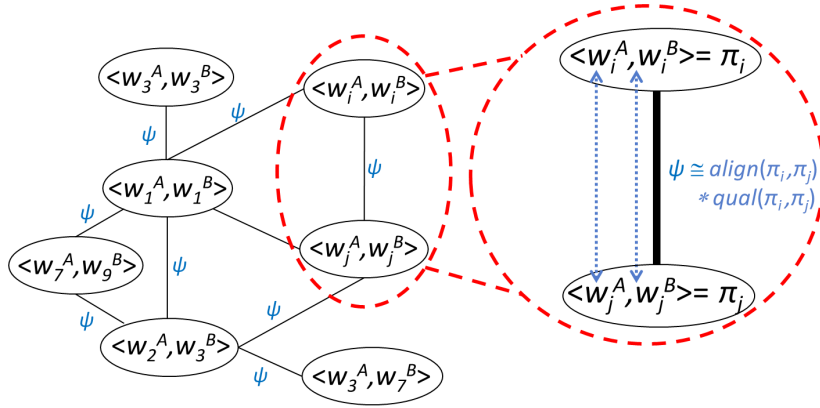 <w₃ᴬ,w₃ᴮ>
ψ
ψ
<wᵢᴬ,wᵢᴮ>
<w₁ᴬ,w₁ᴮ>
ψ
ψ
<w₇ᴬ,w₉ᴮ>
ψ
<wⱼᴬ,wⱼᴮ>
ψ
ψ
<w₂ᴬ,w₃ᴮ>
ψ
<w₃ᴬ,w₇ᴮ>
<wᵢᴬ,wᵢᴮ>= πᵢ
ψ ≅ align(πᵢ,πⱼ)
* qual(πᵢ,πⱼ)
<wⱼᴬ,wⱼᴮ>= πⱼ